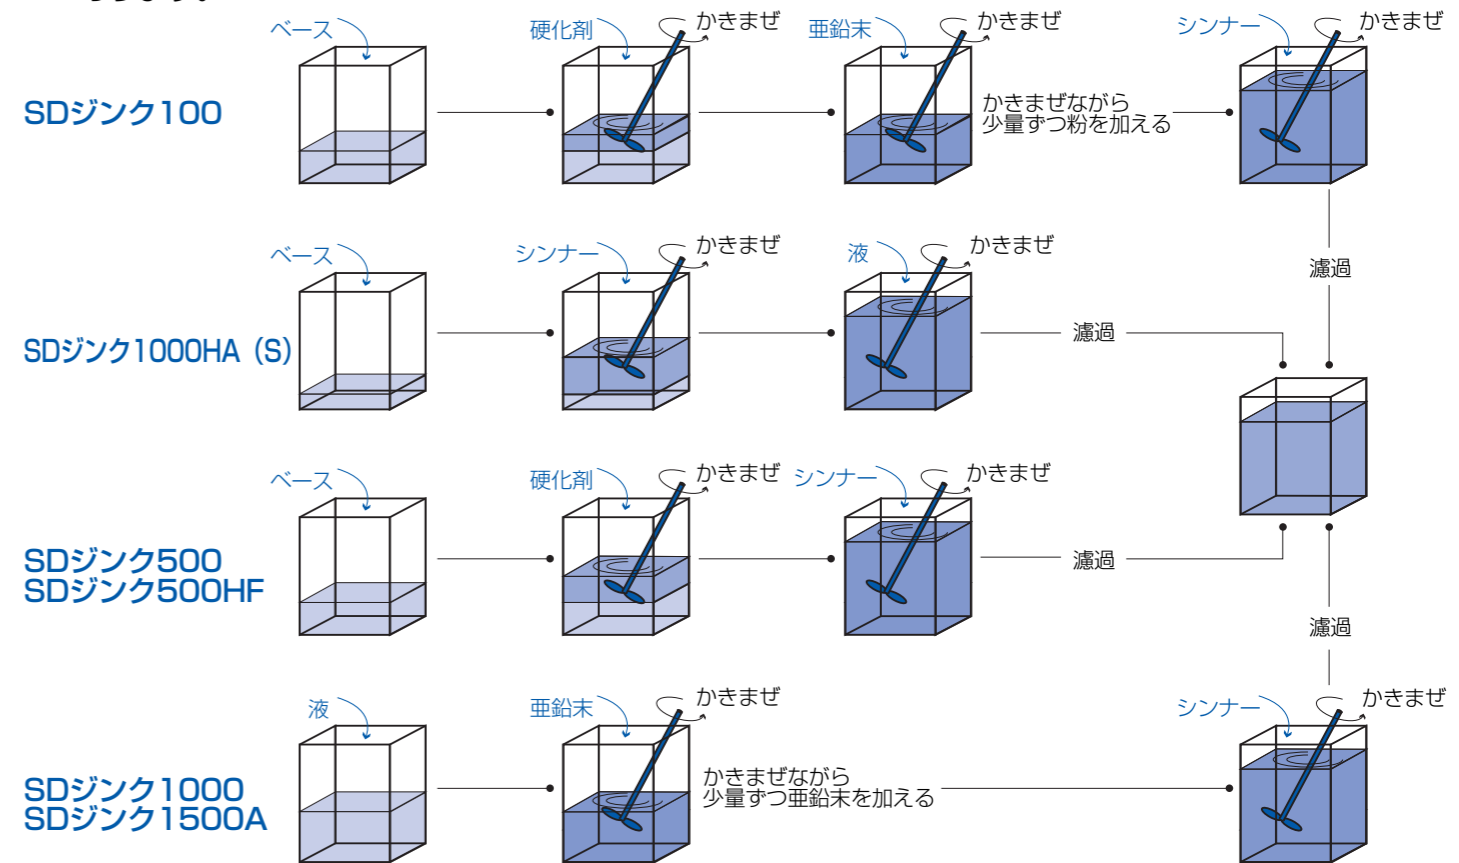 ベース
硬化剤
かきまぜ
亜鉛末
かきまぜ
シンナー
かきまぜ
SDジンク100
かきまぜながら
少量ずつ粉を加える
濾過
ベース
シンナー
かきまぜ
液
かきまぜ
SDジンク1000HA（S）
濾過
ベース
硬化剤
かきまぜ
シンナー
かきまぜ
SDジンク500
SDジンク500HF
濾過
濾過
液
亜鉛末
かきまぜ
シンナー
かきまぜ
SDジンク1000
SDジンク1500A
かきまぜながら
少量ずつ亜鉛末を加える